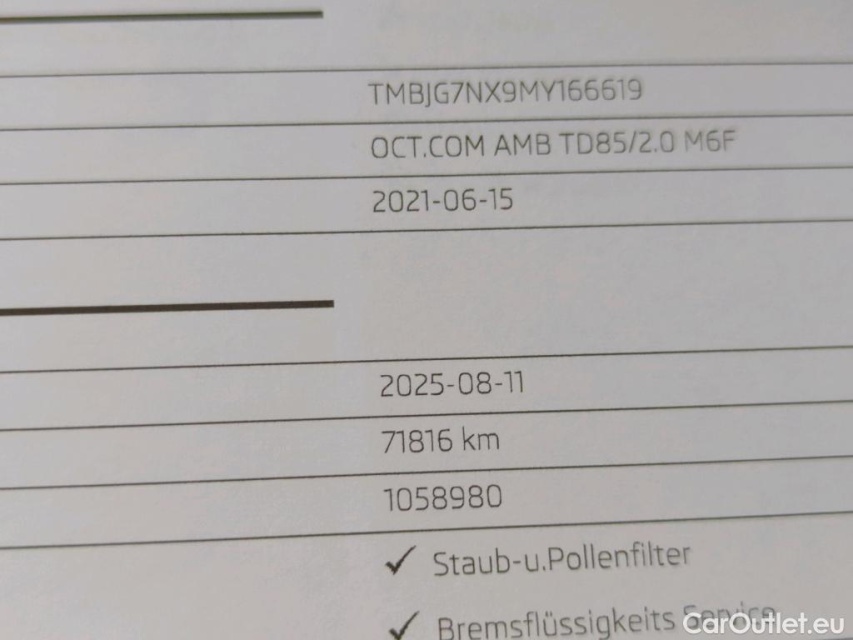 TMBJG7NX9MY166619
OCT.COM AMB TD85/2.0 M6F
2021-06-15
2025-08-11
71816 km
1058980
✓ Staub-u.Pollenfilter
✓ Bremsflüssigkeits Service
CarOutlet.eu